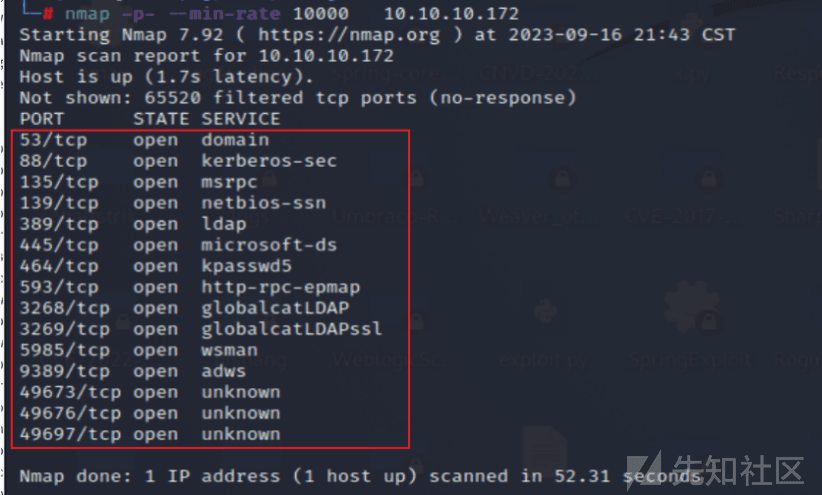 └─# nmap -p- --min-rate 10000 10.10.10.172
Starting Nmap 7.92 ( https://nmap.org ) at 2023-09-16 21:43 CST
Nmap scan report for 10.10.10.172
Host is up (1.7s latency).
Not shown: 65520 filtered tcp ports (no-response)
PORT STATE SERVICE
53/tcp open domain
88/tcp open kerberos-sec
135/tcp open msrpc
139/tcp open netbios-ssn
389/tcp open ldap
445/tcp open microsoft-ds
464/tcp open kpasswd5
593/tcp open http-rpc-epmap
3268/tcp open globalcatLDAP
3269/tcp open globalcatLDAPssl
5985/tcp open wsman
9389/tcp open adws
49673/tcp open unknown
49676/tcp open unknown
49697/tcp open unknown
Nmap done: 1 IP address (1 host up) scanned in 52.31 seconds
先知社区